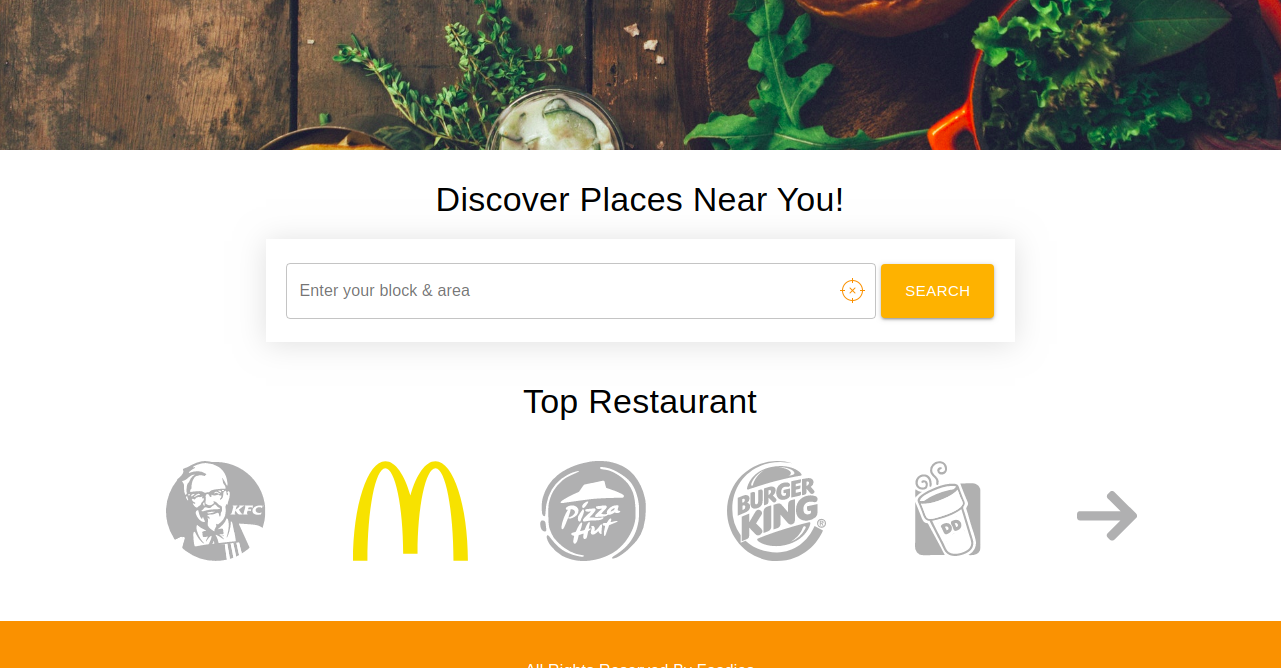 Discover Places Near You!
Enter your block & area
SEARCH
Top Restaurant
KFC
Pizza
Hut
BURGER
KING
®
DD
All Rights Reserved By Foodies